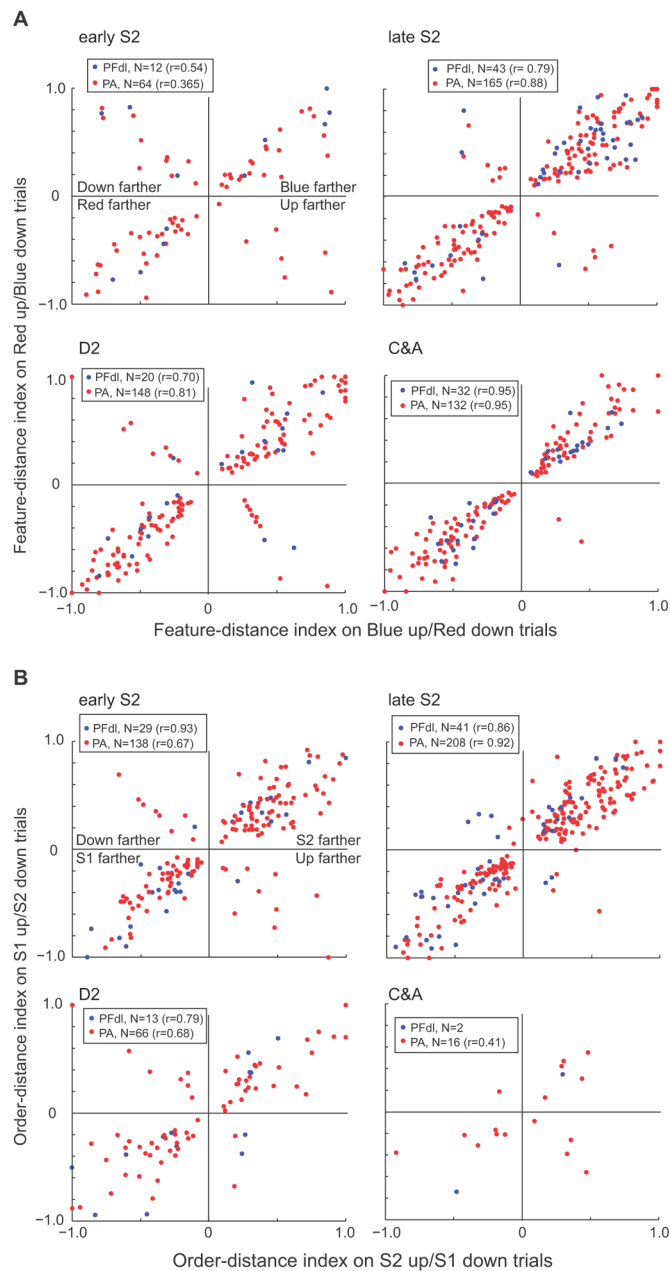 A
early S2
late S2
PFdl, N=12 (r=0.54)
PA, N=64 (r=0.365)
PFdl, N=43 (r= 0.79)
PA, N=165 (r=0.88)
1.0
0
−1.0
Down farther
Red farther
Blue farther
Up farther
D2
C&A
PFdl, N=20 (r=0.70)
PA, N=148 (r=0.81)
PFdl, N=32 (r=0.95)
PA, N=132 (r=0.95)
1.0
0
−1.0
−1.0
0
1.0
0
1.0
Feature-distance index on Red up/Blue down trials
Feature-distance index on Blue up/Red down trials
B
early S2
late S2
PFdl, N=29 (r=0.93)
PA, N=138 (r=0.67)
PFdl, N=41 (r=0.86)
PA, N=208 (r=0.92)
1.0
0
−1.0
Down farther
S1 farther
S2 farther
Up farther
D2
C&A
PFdl, N=13 (r=0.79)
PA, N=66 (r=0.68)
PFdl, N=2
PA, N=16 (r=0.41)
1.0
0
−1.0
−1.0
0
1.0
0
1.0
Order-distance index on S1 up/S2 down trials
Order-distance index on S2 up/S1 down trials